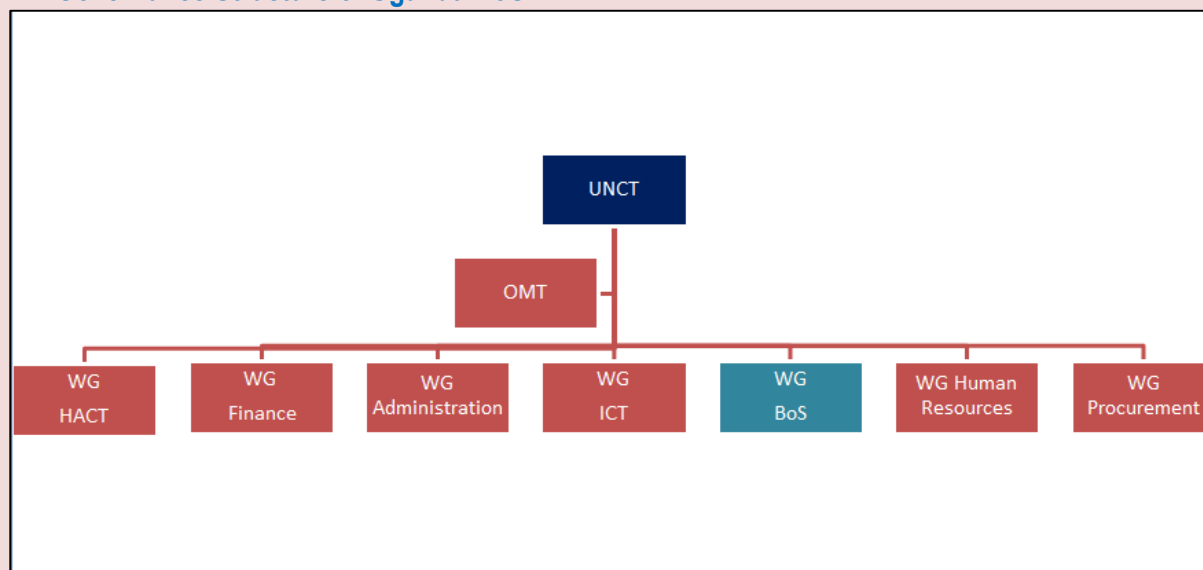 UNCT
OMT
WG
HACT
WG
Finance
WG
Administration
WG
ICT
WG
BoS
WG Human
Resources
WG
Procurement